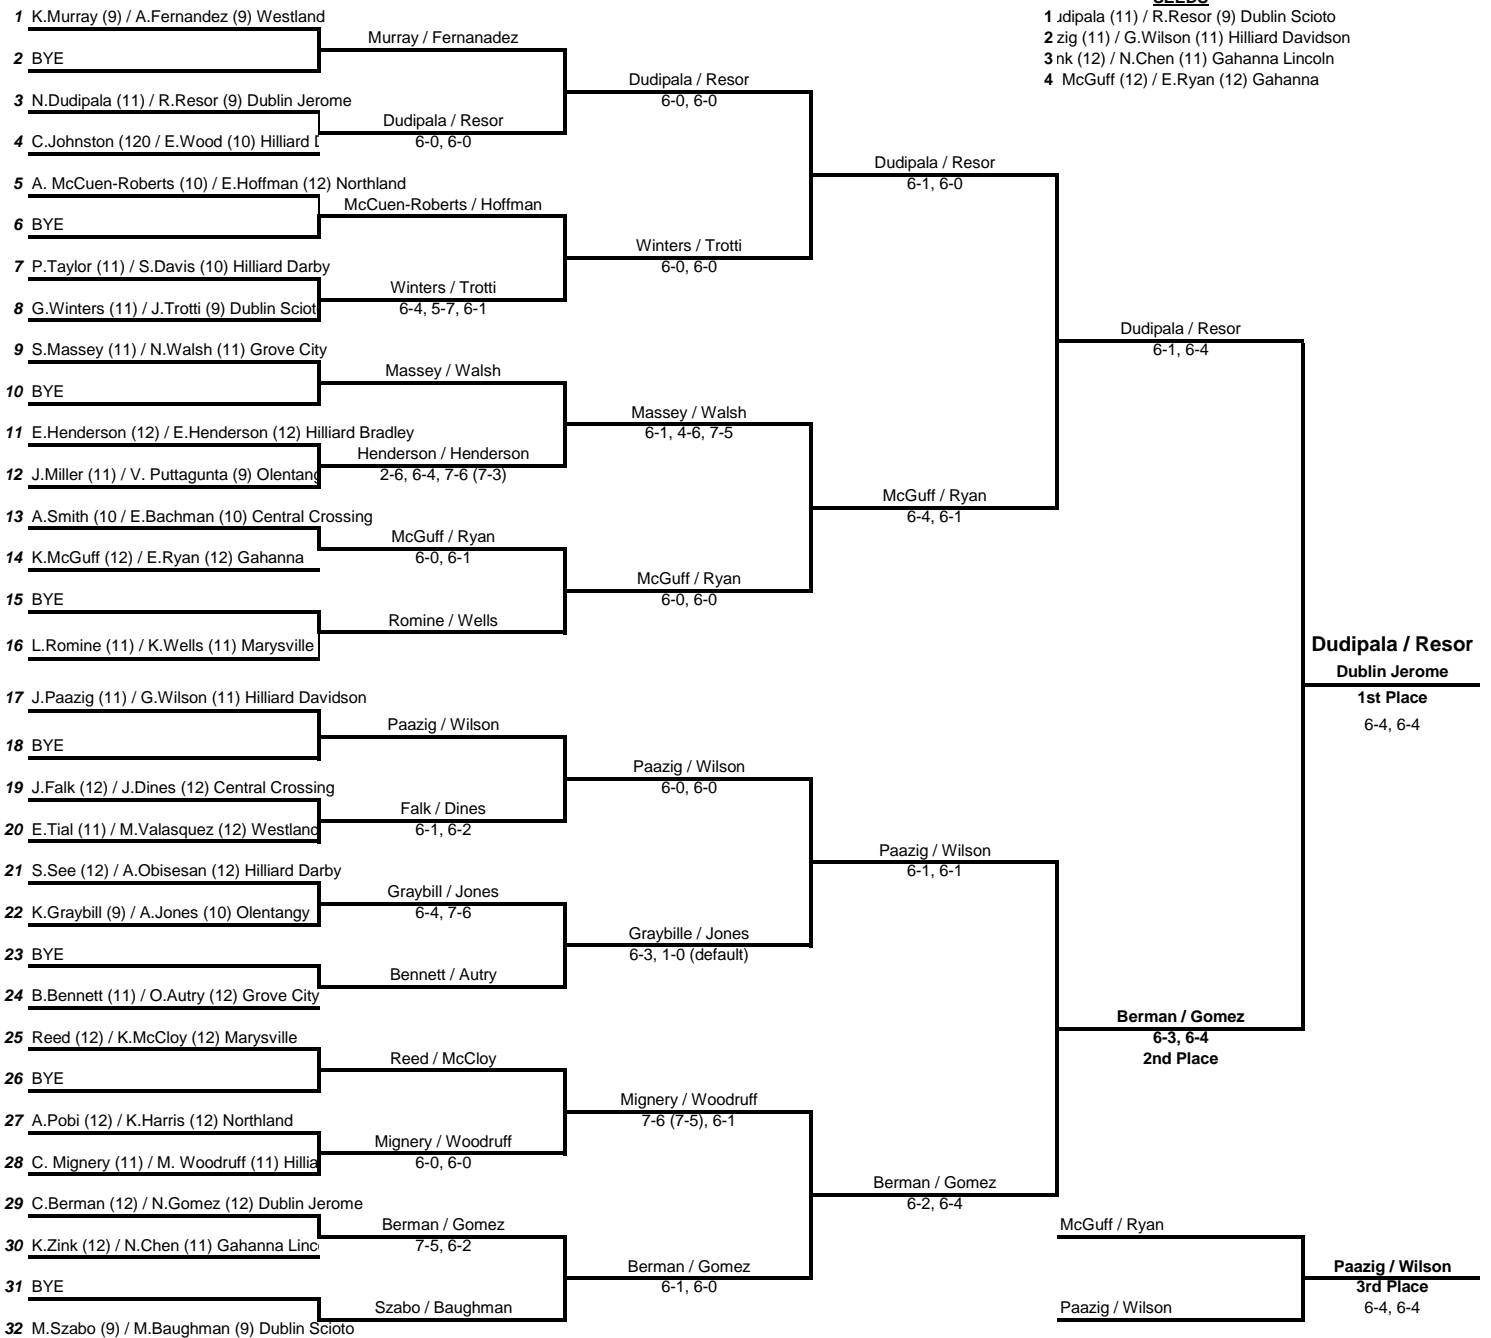 SEEDS
1 udipala (11) / R.Resor (9) Dublin Scioto
2 zig (11) / G.Wilson (11) Hilliard Davidson
3 nk (12) / N.Chen (11) Gahanna Lincoln
4 McGuff (12) / E.Ryan (12) Gahanna
1 K.Murray (9) / A.Fernandez (9) Westland
2 BYE
3 N.Dudipala (11) / R.Resor (9) Dublin Jerome
4 C.Johnston (120 / E.Wood (10) Hilliard D
5 A. McCuen-Roberts (10) / E.Hoffman (12) Northland
6 BYE
7 P.Taylor (11) / S.Davis (10) Hilliard Darby
8 G.Winters (11) / J.Trotti (9) Dublin Sciot
9 S.Massey (11) / N.Walsh (11) Grove City
10 BYE
11 E.Henderson (12) / E.Henderson (12) Hilliard Bradley
12 J.Miller (11) / V. Puttagunta (9) Olentang
13 A.Smith (10 / E.Bachman (10) Central Crossing
14 K.McGuff (12) / E.Ryan (12) Gahanna
15 BYE
16 L.Romine (11) / K.Wells (11) Marysville
17 J.Paazig (11) / G.Wilson (11) Hilliard Davidson
18 BYE
19 J.Falk (12) / J.Dines (12) Central Crossing
20 E.Tial (11) / M.Valasquez (12) Westland
21 S.See (12) / A.Obisesan (12) Hilliard Darby
22 K.Graybill (9) / A.Jones (10) Olentangy
23 BYE
24 B.Bennett (11) / O.Autry (12) Grove City
25 Reed (12) / K.McCloy (12) Marysville
26 BYE
27 A.Pobi (12) / K.Harris (12) Northland
28 C. Mignery (11) / M. Woodruff (11) Hillia
29 C.Berman (12) / N.Gomez (12) Dublin Jerome
30 K.Zink (12) / N.Chen (11) Gahanna Linc
31 BYE
32 M.Szabo (9) / M.Baughman (9) Dublin Scioto
Murray / Fernanadez
Dudipala / Resor
6-0, 6-0
McCuen-Roberts / Hoffman
Winters / Trotti
6-4, 5-7, 6-1
Massey / Walsh
Henderson / Henderson
2-6, 6-4, 7-6 (7-3)
McGuff / Ryan
6-0, 6-1
Romine / Wells
Paazig / Wilson
Falk / Dines
6-1, 6-2
Graybill / Jones
6-4, 7-6
Bennett / Autry
Reed / McCloy
Mignery / Woodruff
6-0, 6-0
Berman / Gomez
7-5, 6-2
Szabo / Baughman
Dudipala / Resor
6-0, 6-0
Winters / Trotti
6-0, 6-0
Massey / Walsh
6-1, 4-6, 7-5
McGuff / Ryan
6-0, 6-0
Paazig / Wilson
6-0, 6-0
Graybille / Jones
6-3, 1-0 (default)
Mignery / Woodruff
7-6 (7-5), 6-1
Berman / Gomez
6-1, 6-0
Dudipala / Resor
6-1, 6-0
McGuff / Ryan
6-4, 6-1
Paazig / Wilson
6-1, 6-1
Berman / Gomez
6-2, 6-4
Dudipala / Resor
6-1, 6-4
Berman / Gomez
6-3, 6-4
2nd Place
Dudipala / Resor
Dublin Jerome
1st Place
6-4, 6-4
McGuff / Ryan
Paazig / Wilson
Paazig / Wilson
3rd Place
6-4, 6-4